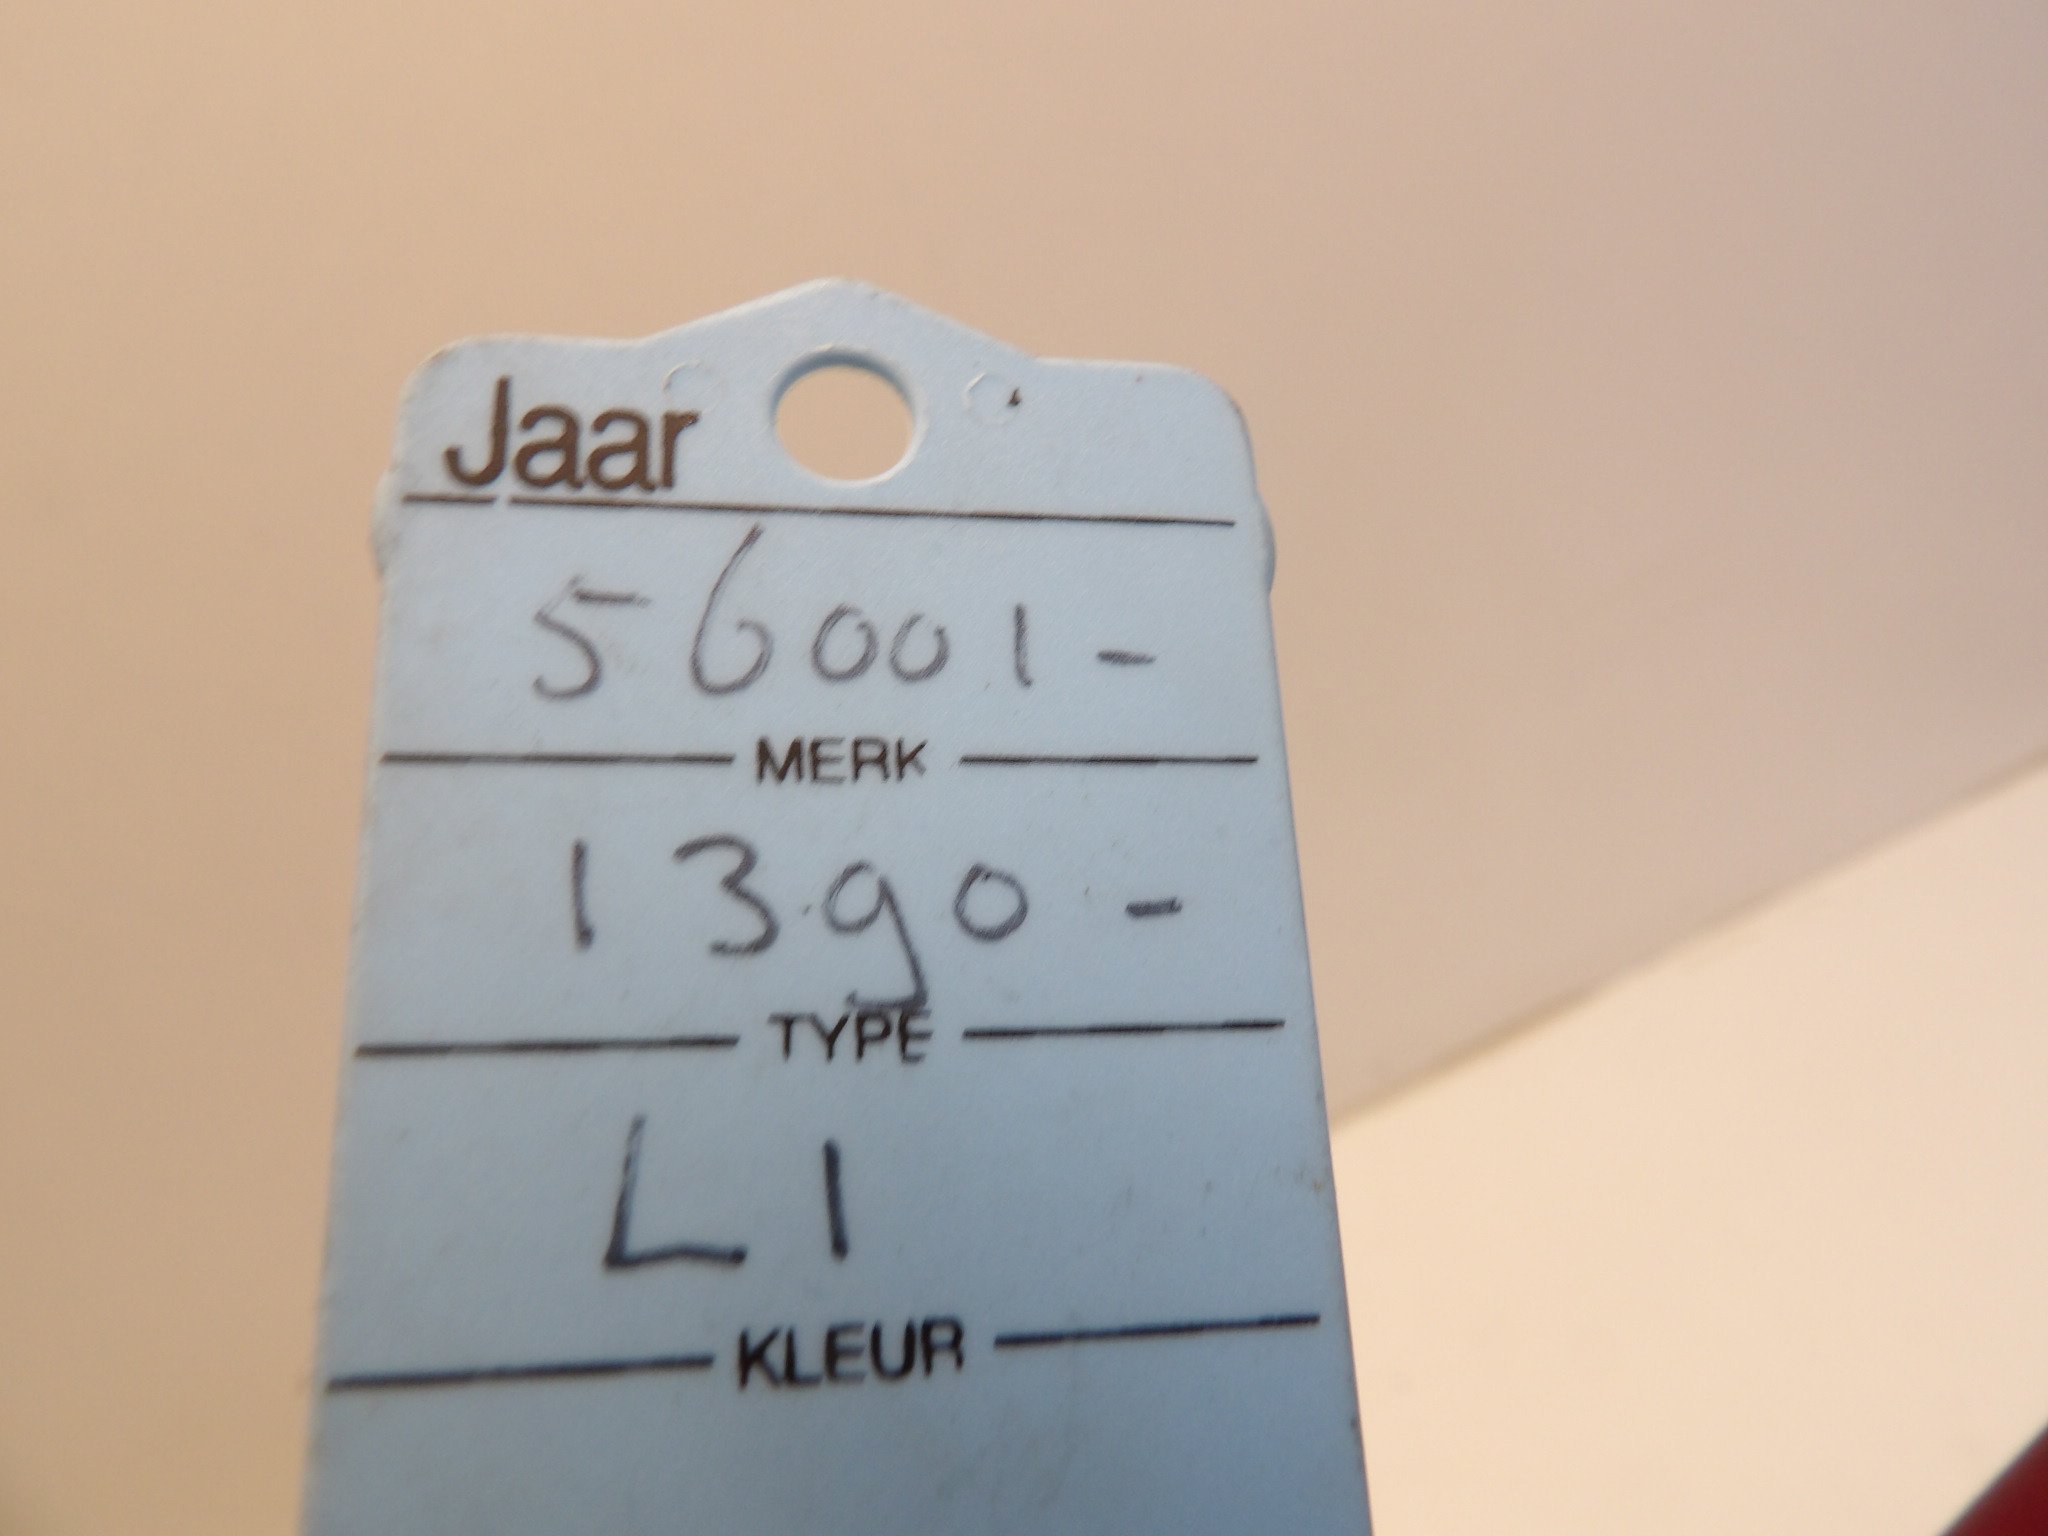 Jaar
56001-
MERK
1390-
TYPE
L1
KLEUR